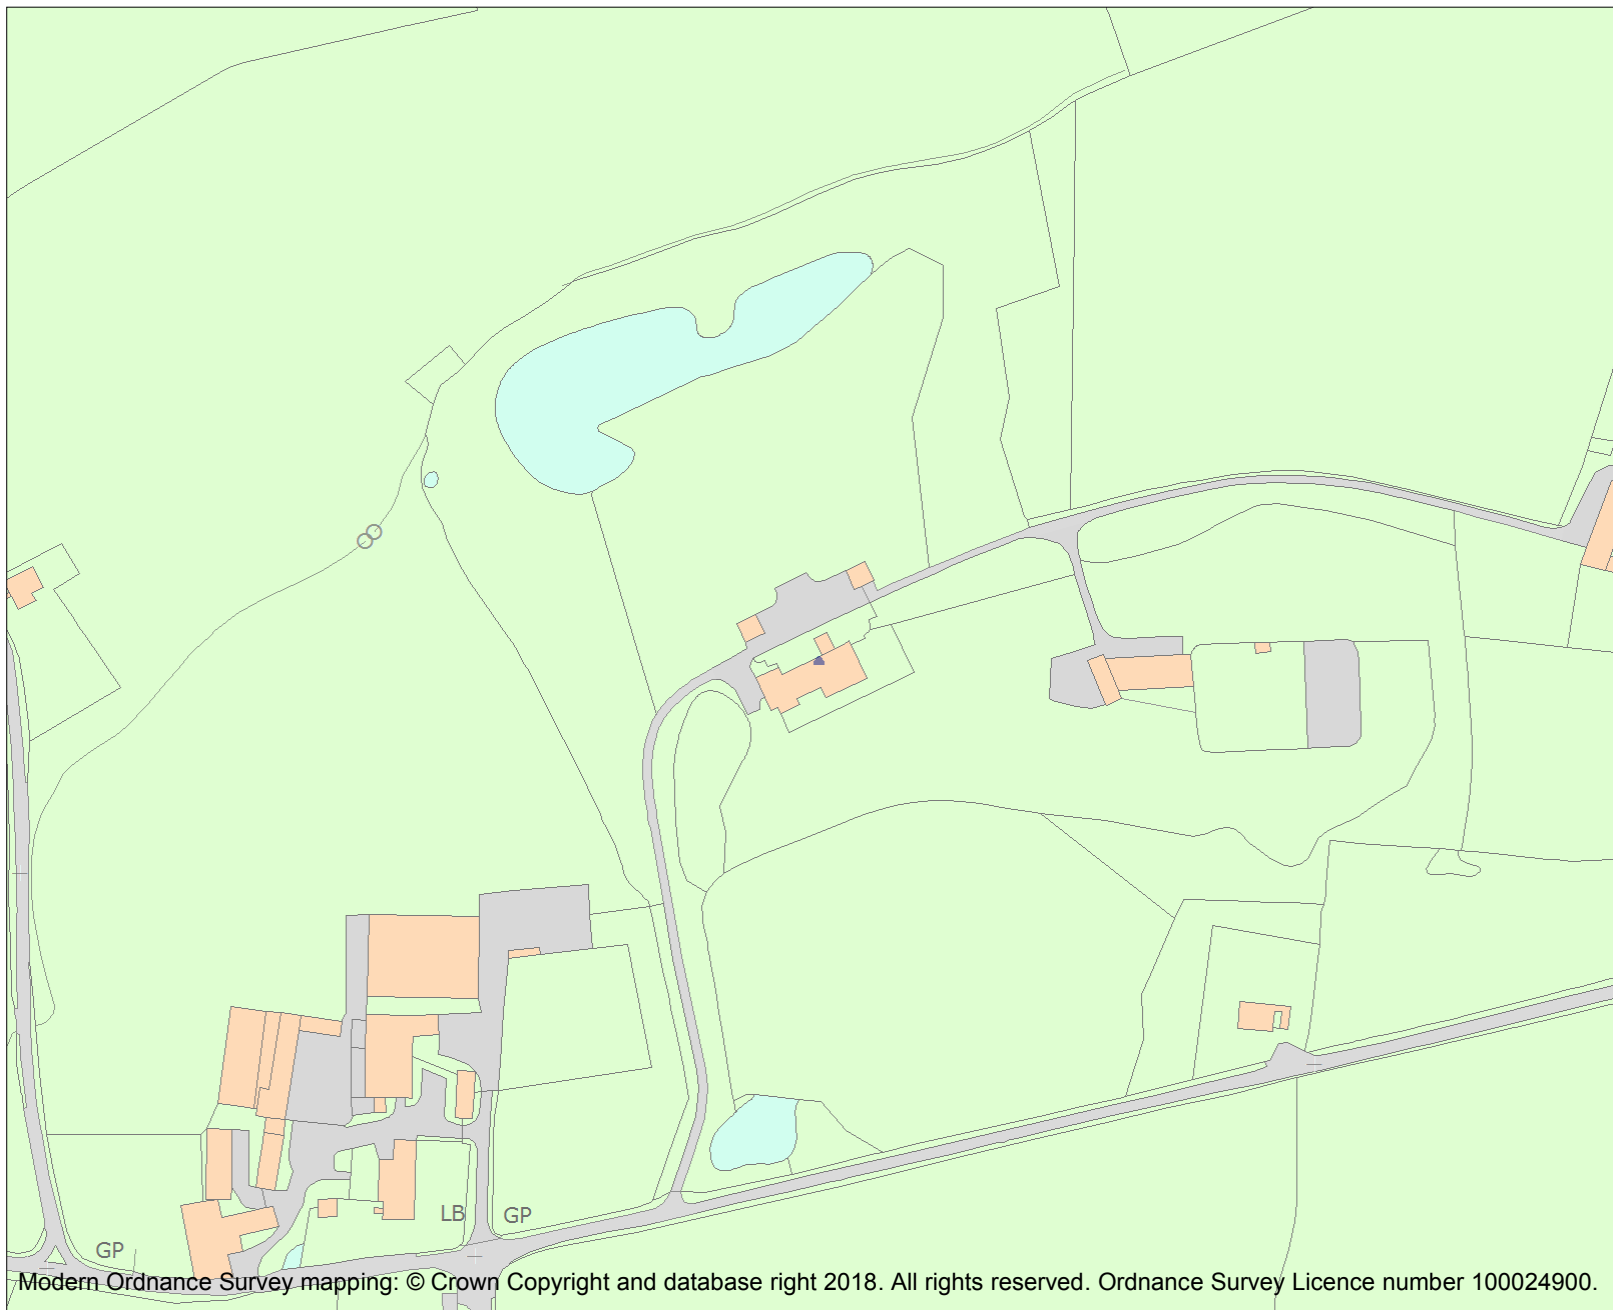 LB
GP
GP
Modern Ordnance Survey mapping: © Crown Copyright and database right 2018. All rights reserved. Ordnance Survey Licence number 100024900.